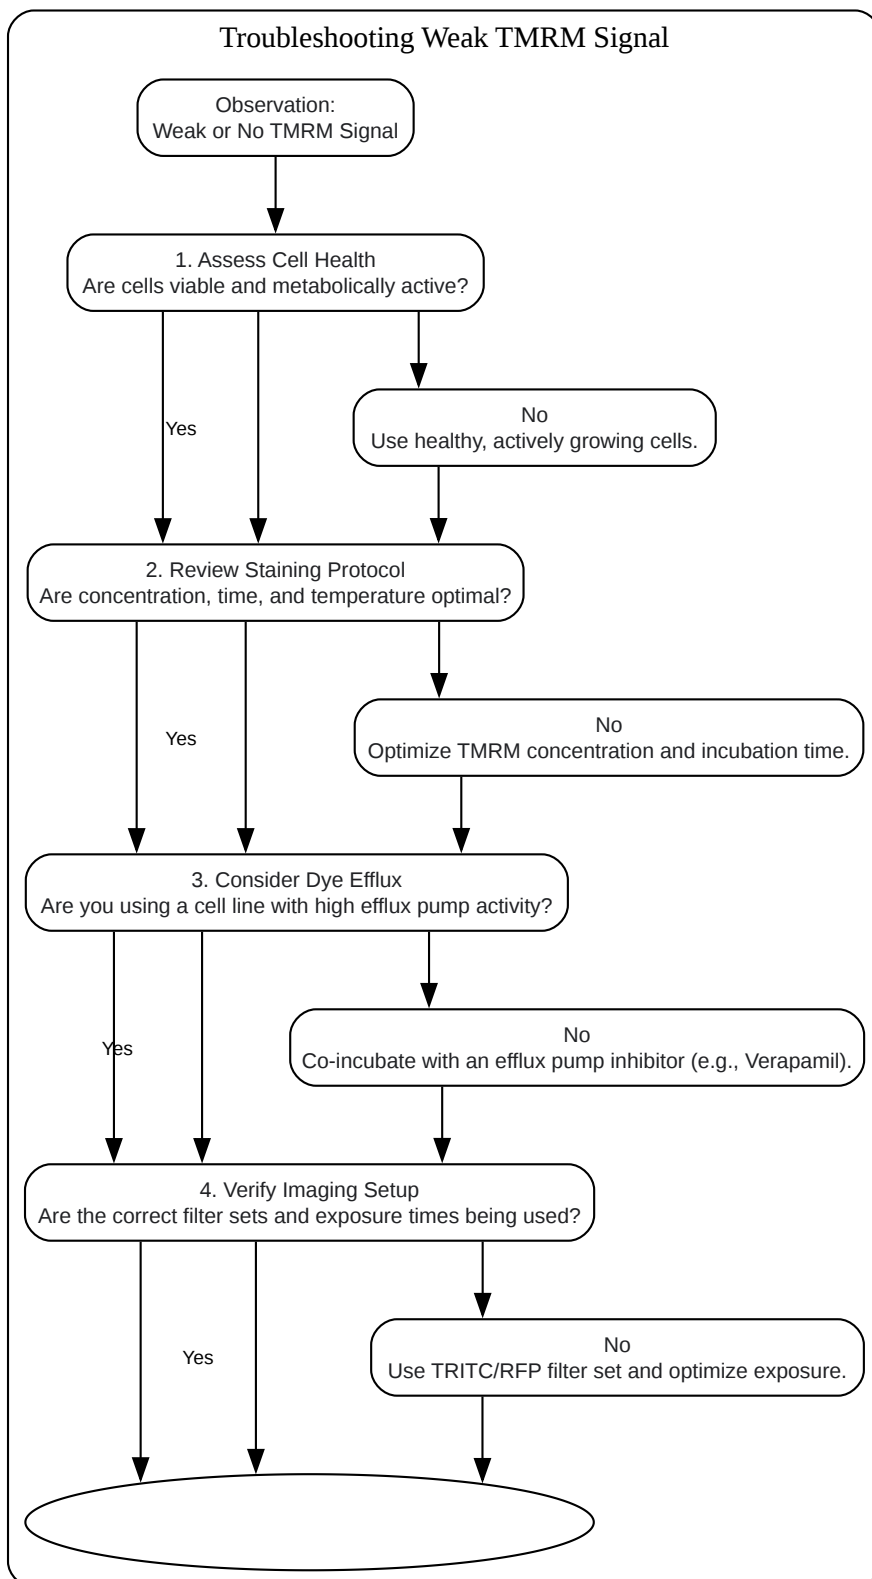 Troubleshooting Weak TMRM Signal
Observation:
Weak or No TMRM Signal
1. Assess Cell Health
Are cells viable and metabolically active?
Yes
No
Use healthy, actively growing cells.
2. Review Staining Protocol
Are concentration, time, and temperature optimal?
Yes
No
Optimize TMRM concentration and incubation time.
3. Consider Dye Efflux
Are you using a cell line with high efflux pump activity?
Yes
No
Co-incubate with an efflux pump inhibitor (e.g., Verapamil).
4. Verify Imaging Setup
Are the correct filter sets and exposure times being used?
Yes
No
Use TRITC/RFP filter set and optimize exposure.